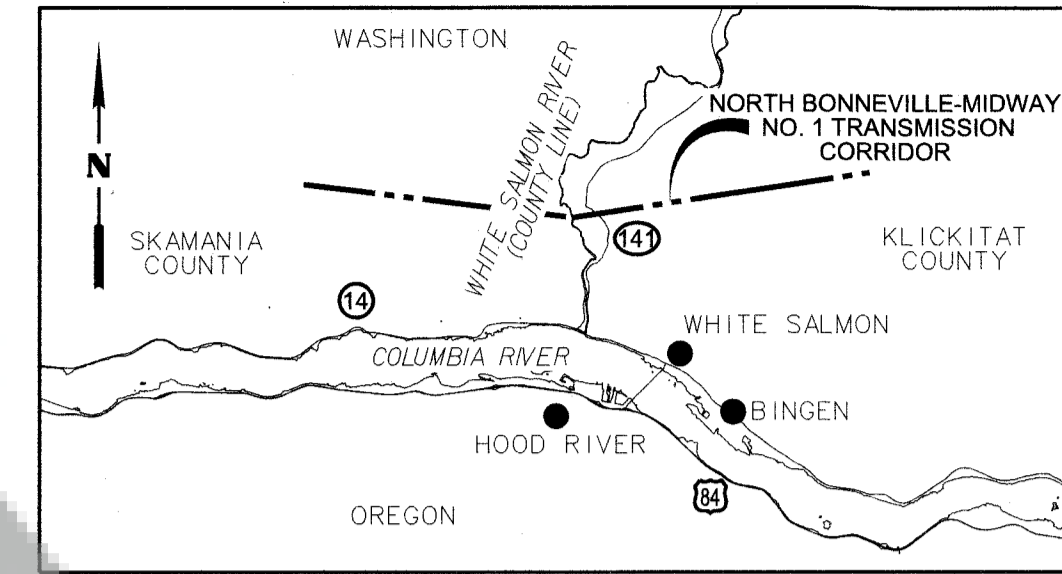 WASHINGTON
WHITE SALMON RIVER
(COUNTY LINE)
NORTH BONNEVILLE-MIDWAY
NO. 1 TRANSMISSION
CORRIDOR
N
SKAMANIA
COUNTY
141
KLICKITAT
COUNTY
14
WHITE SALMON
COLUMBIA RIVER
BINGEN
HOOD RIVER
84
OREGON